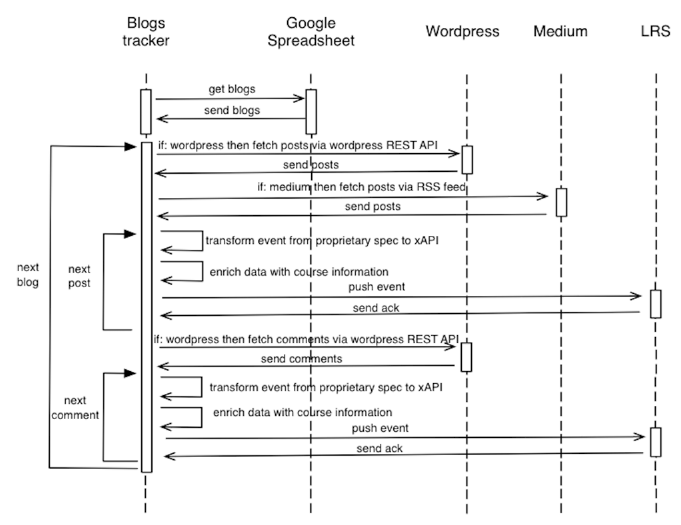 Blogs
tracker
Google
Spreadsheet
Wordpress
Medium
LRS
get blogs
send blogs
if: wordpress then fetch posts via wordpress REST API
send posts
if: medium then fetch posts via RSS feed
send posts
transform event from proprietary spec to xAPI
next
blog
next
post
enrich data with course information
push event
send ack
if: wordpress then fetch comments via wordpress REST API
send comments
transform event from proprietary spec to xAPI
next
comment
enrich data with course information
push event
send ack